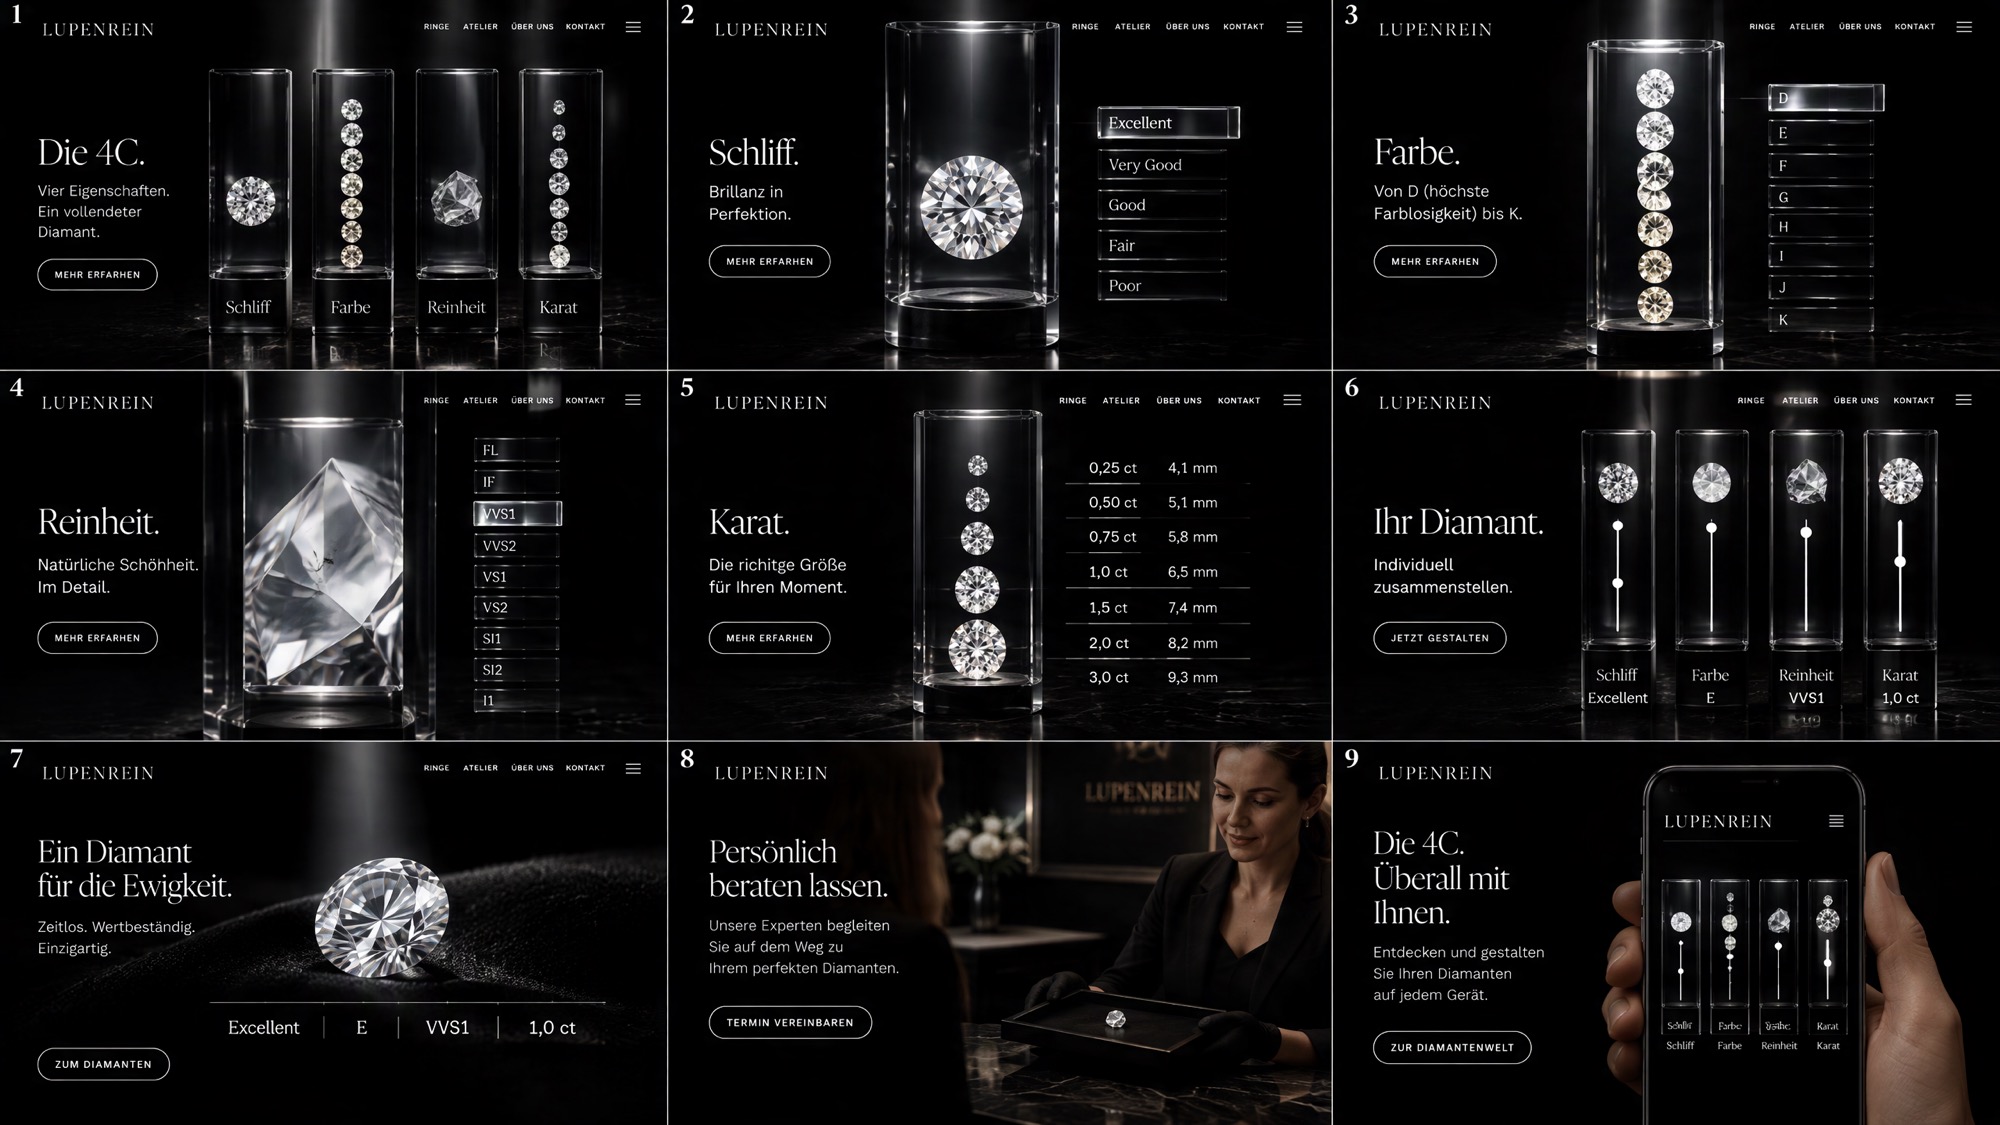 1
LUPENREIN
RINGE ATELIER ÜBER UNS KONTAKT
Die 4C.
Vier Eigenschaften.
Ein vollendeter
Diamant.
MEHR ERFARHEN
Schliff
Farbe
Reinheit
Karat
2
LUPENREIN
RINGE ATELIER ÜBER UNS KONTAKT
Schliff.
Brillanz in
Perfektion.
MEHR ERFARHEN
Excellent
Very Good
Good
Fair
Poor
3
LUPENREIN
RINGE ATELIER ÜBER UNS KONTAKT
Farbe.
Von D (höchste
Farblosigkeit) bis K.
MEHR ERFARHEN
D
E
F
G
H
I
J
K
4
LUPENREIN
RINGE ATELIER ÜBER UNS KONTAKT
Reinheit.
Natürliche Schöhheit.
Im Detail.
MEHR ERFARHEN
FL
IF
VVS1
VVS2
VS1
VS2
SI1
SI2
I1
5
LUPENREIN
RINGE ATELIER ÜBER UNS KONTAKT
Karat.
Die richitge Größe
für Ihren Moment.
MEHR ERFARHEN
0,25 ct 4,1 mm
0,50 ct 5,1 mm
0,75 ct 5,8 mm
1,0 ct 6,5 mm
1,5 ct 7,4 mm
2,0 ct 8,2 mm
3,0 ct 9,3 mm
6
LUPENREIN
RINGE ATELIER ÜBER UNS KONTAKT
Ihr Diamant.
Individuell
zusammenstellen.
JETZT GESTALTEN
Schliff
Excellent
Farbe
E
Reinheit
VVS1
Karat
1,0 ct
7
LUPENREIN
RINGE ATELIER ÜBER UNS KONTAKT
Ein Diamant
für die Ewigkeit.
Zeitlos. Wertbeständig.
Einzigartig.
Excellent E VVS1 1,0 ct
ZUM DIAMANTEN
8
LUPENREIN
LUPENREIN
Persönlich
beraten lassen.
Unsere Experten begleiten
Sie auf dem Weg zu
Ihrem perfekten Diamanten.
TERMIN VEREINBAREN
9
LUPENREIN
Die 4C.
Überall mit
Ihnen.
Entdecken und gestalten
Sie Ihren Diamanten
auf jedem Gerät.
ZUR DIAMANTENWELT
LUPENREIN
Farbe Karat
Schliff Farbe Reinheit Karat